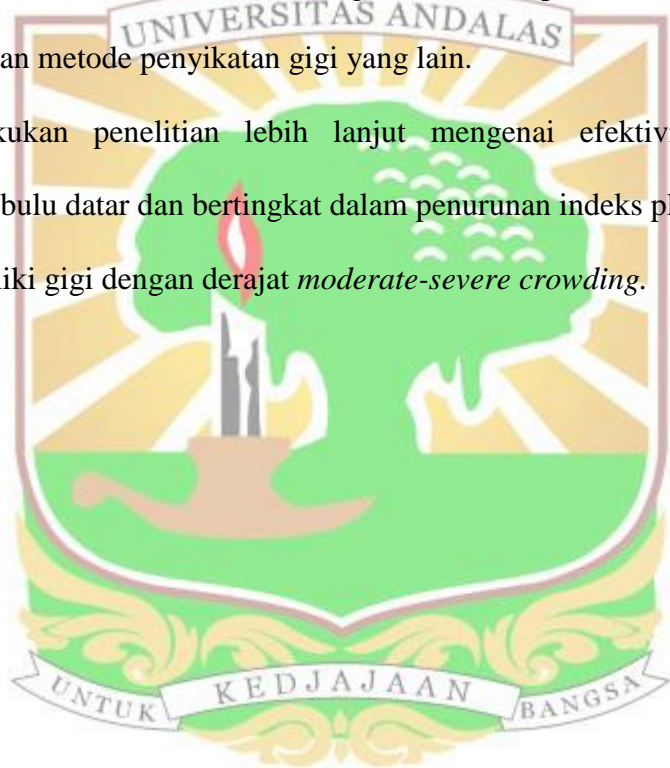 UNIVERSITAS ANDALAS
an metode penyikatan gigi yang lain.
kukan penelitian lebih lanjut mengenai efektiv
bulu datar dan bertingkat dalam penurunan indeks pl
iki gigi dengan derajat moderate-severe crowding.
UNTUK KEDJAJAAN BANGSA